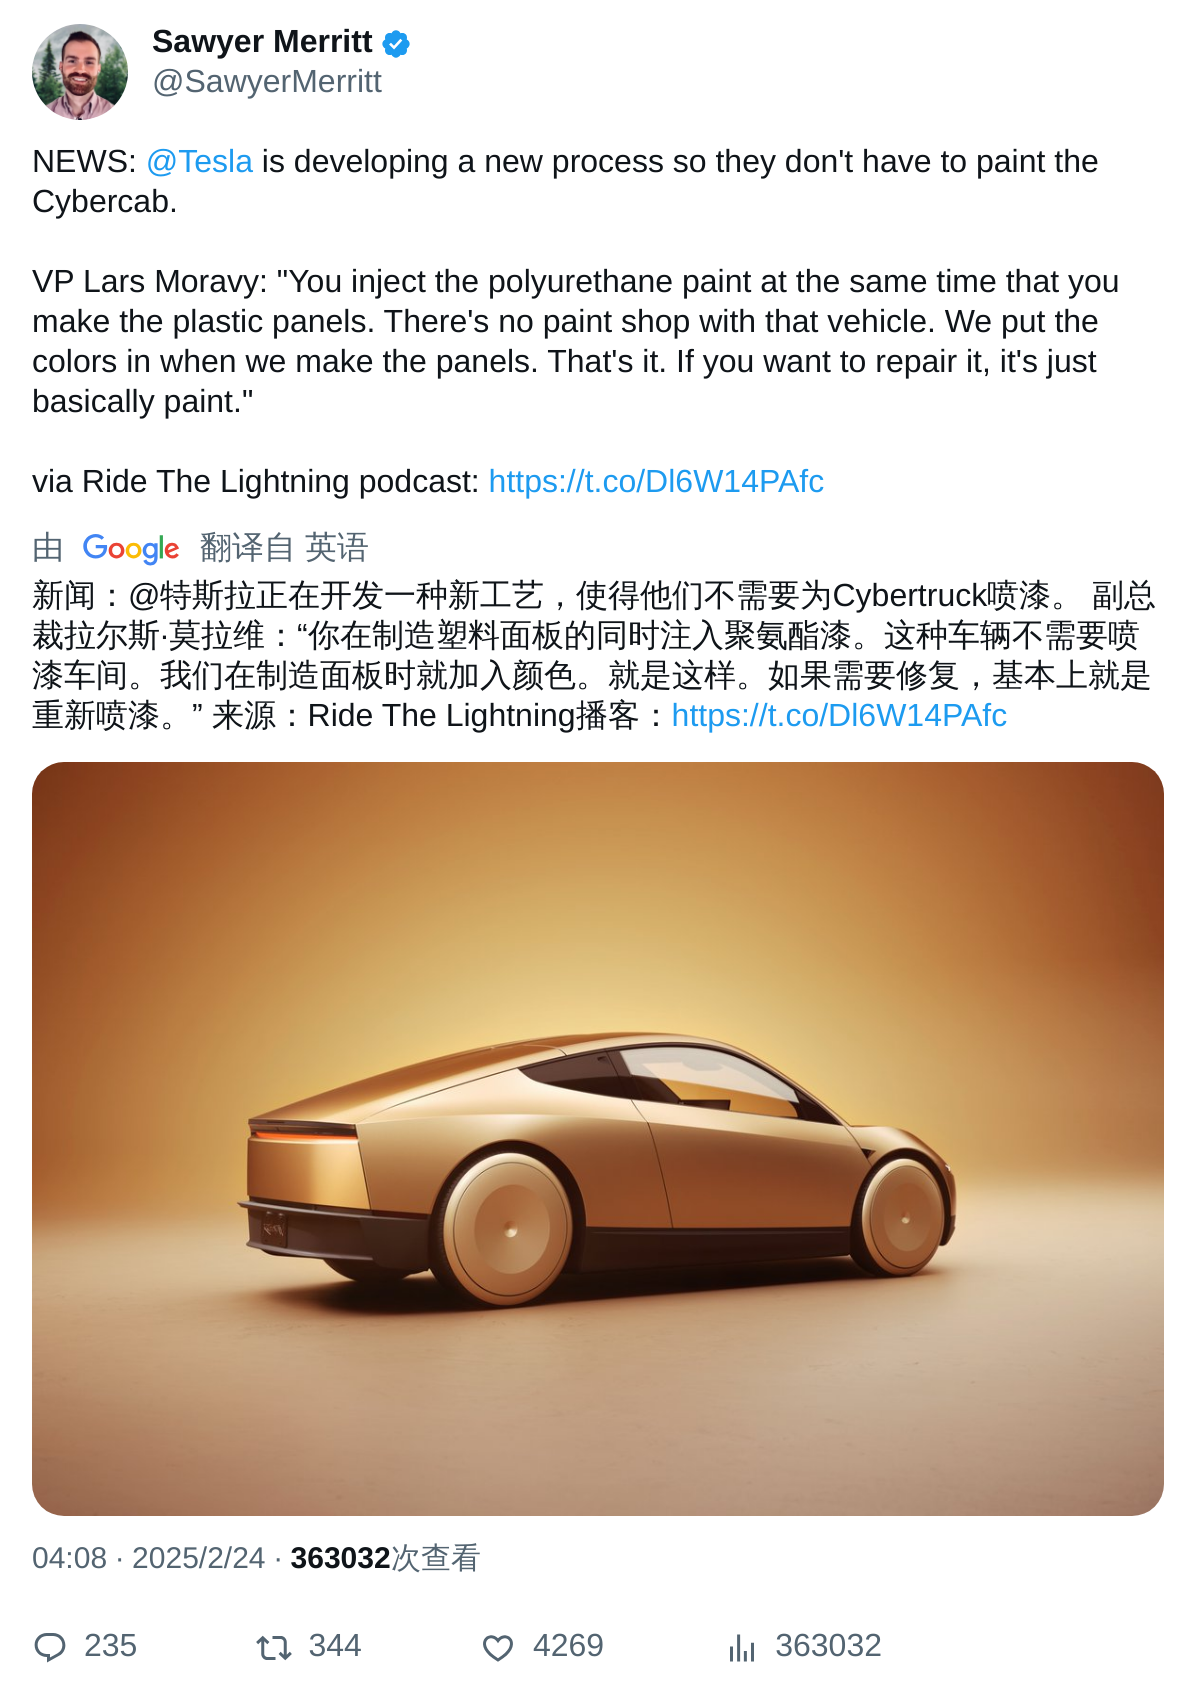 Sawyer Merritt
@SawyerMerritt
NEWS: @Tesla is developing a new process so they don't have to paint the
Cybercab.
VP Lars Moravy: "You inject the polyurethane paint at the same time that you
make the plastic panels. There's no paint shop with that vehicle. We put the
colors in when we make the panels. That's it. If you want to repair it, it's just
basically paint."
via Ride The Lightning podcast: https://t.co/Dl6W14PAfc
由 Google 翻译自 英语
新闻：@特斯拉正在开发一种新工艺，使得他们不需要为Cybertruck喷漆。 副总
裁拉尔斯·莫拉维：“你在制造塑料面板的同时注入聚氨酯漆。这种车辆不需要喷
漆车间。我们在制造面板时就加入颜色。就是这样。如果需要修复，基本上就是
重新喷漆。” 来源：Ride The Lightning播客：https://t.co/Dl6W14PAfc
04:08 · 2025/2/24 · 363032次查看
235 344 4269 363032